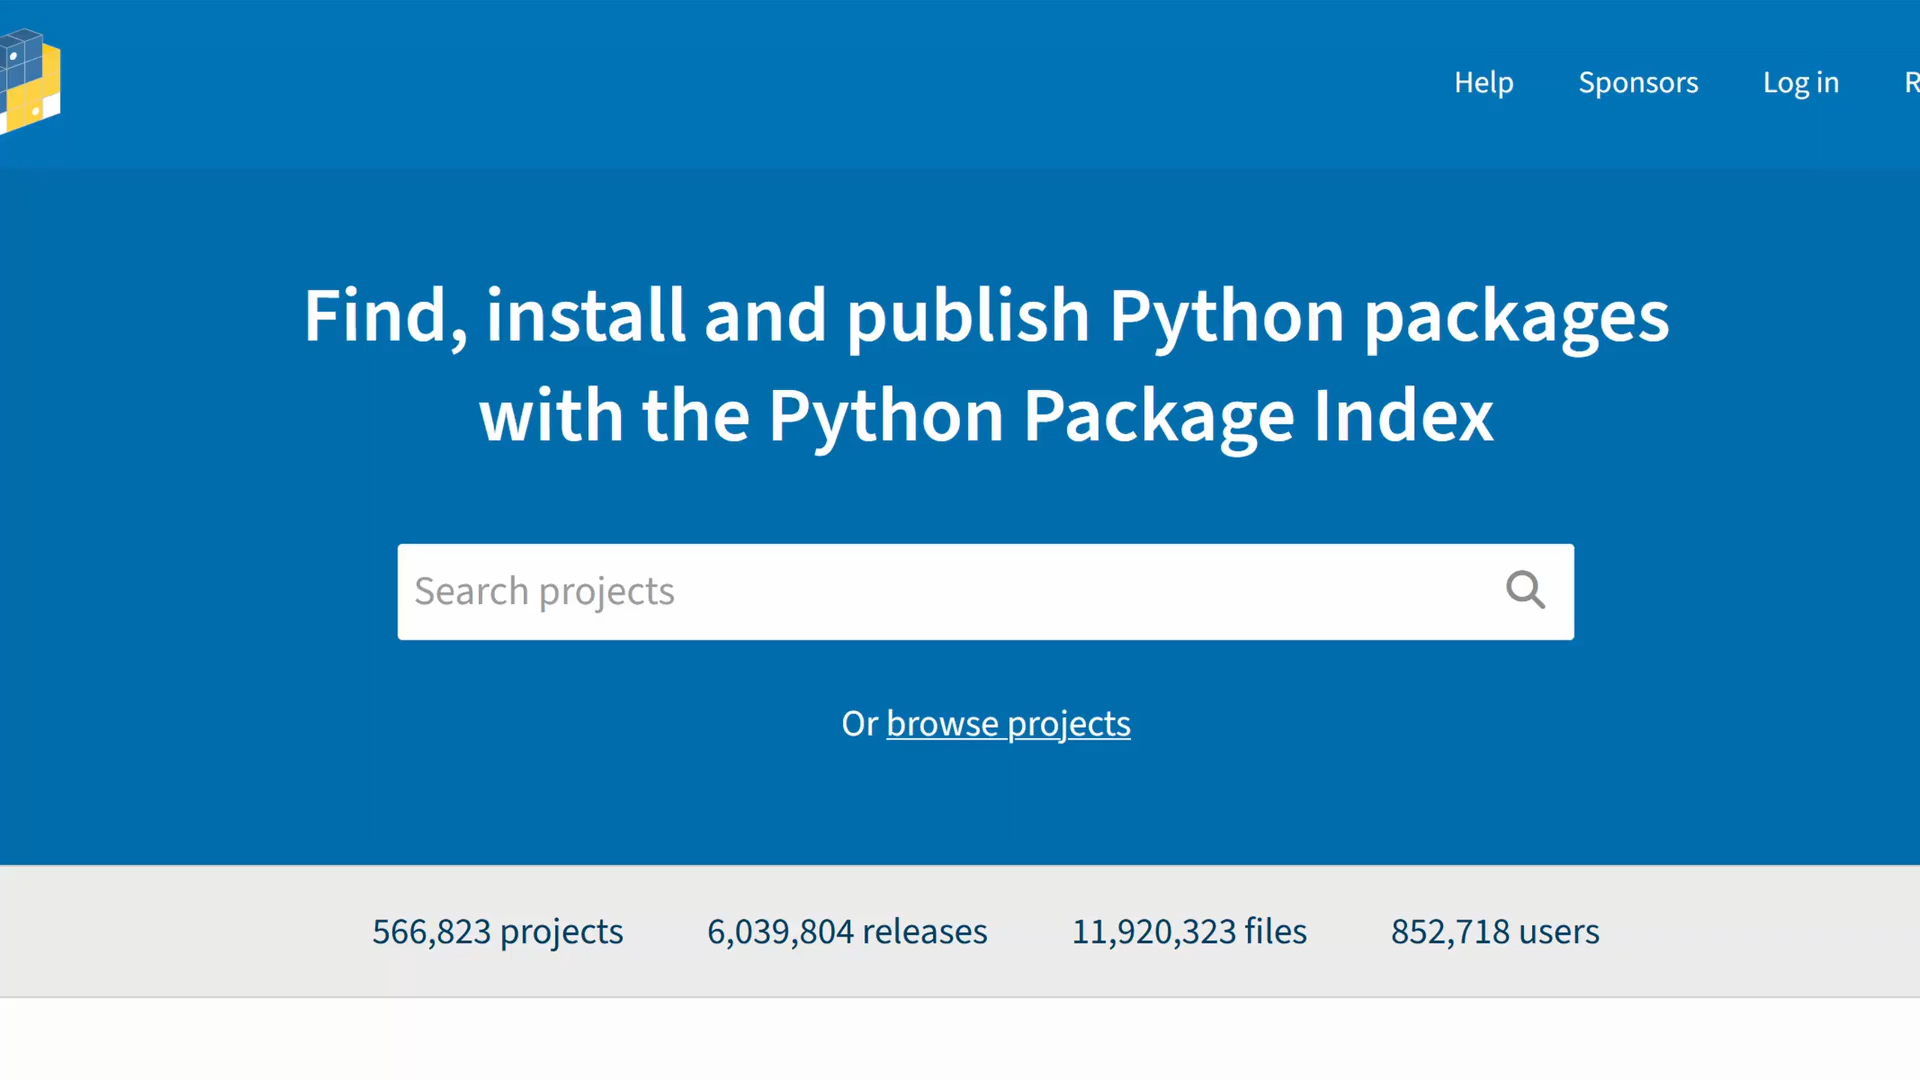 Help Sponsors Log in R
Find, install and publish Python packages
with the Python Package Index
Search projects
Or browse projects
566,823 projects 6,039,804 releases 11,920,323 files 852,718 users